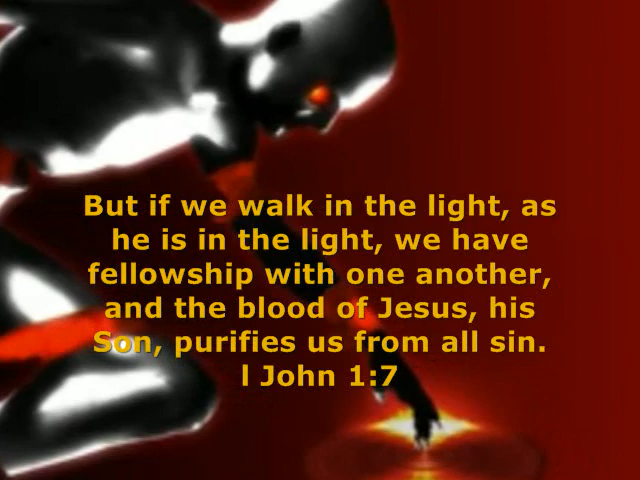 But if we walk in the light, as
he is in the light, we have
fellowship with one another,
and the blood of Jesus, his
Son, purifies us from all sin.
l John 1:7